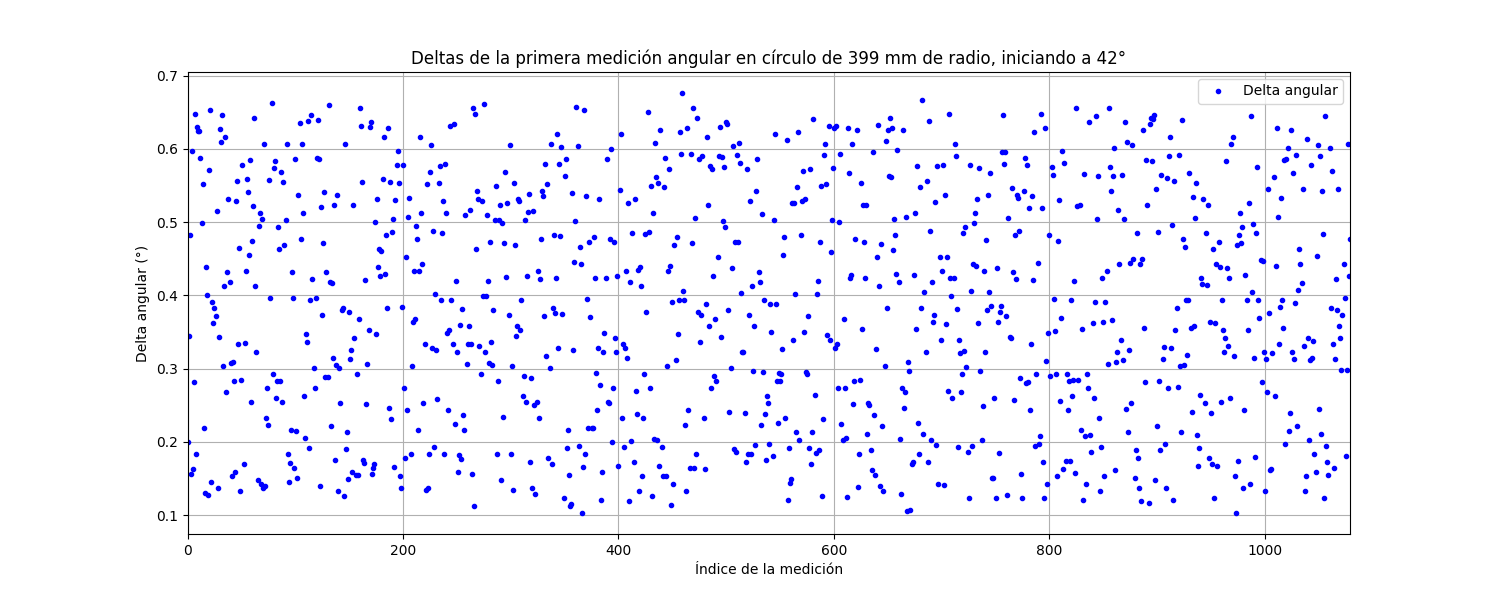 Deltas de la primera medición angular en círculo de 399 mm de radio, iniciando a 42°
Delta angular
0.7
0.6
0.5
0.4
0.3
0.2
0.1
Delta angular (°)
0 200 400 600 800 1000
Índice de la medición